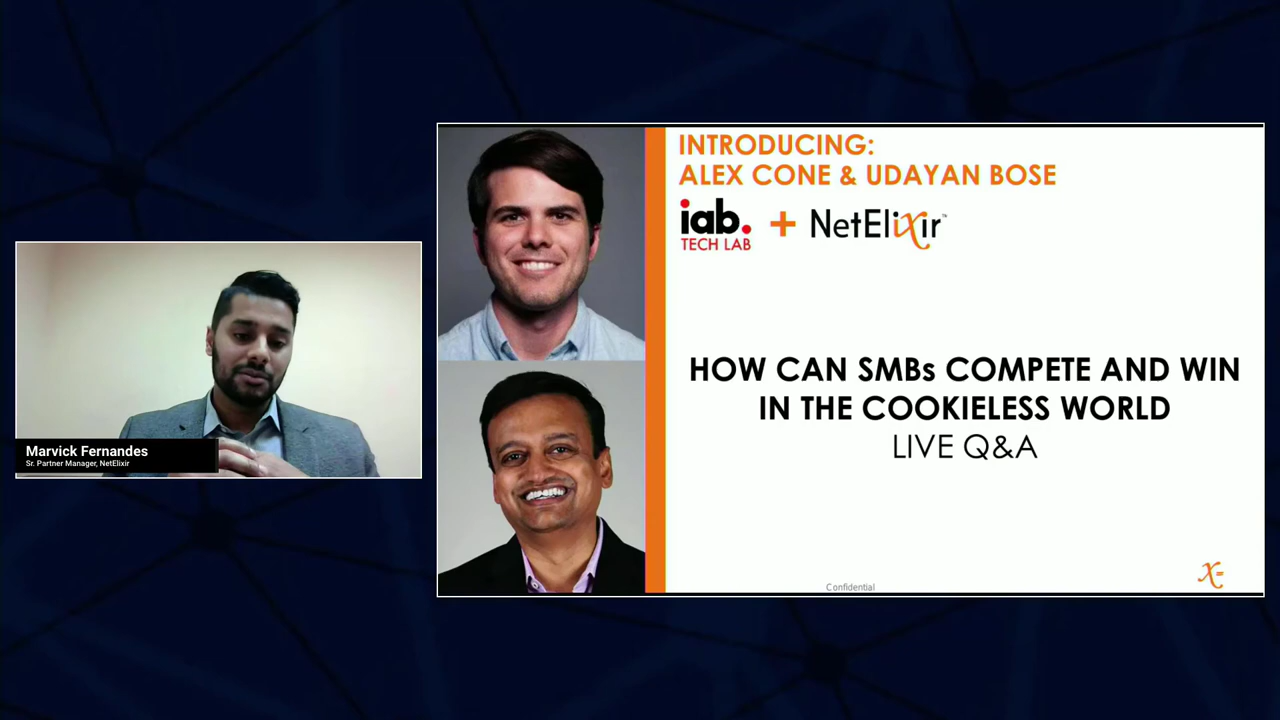 Marvick Fernandes
Sr. Partner Manager, NetElixir
INTRODUCING:
ALEX CONE & UDAYAN BOSE
iab.
TECH LAB
+
NetElixir™
HOW CAN SMBs COMPETE AND WIN
IN THE COOKIELESS WORLD
LIVE Q&A
Confidential
X=